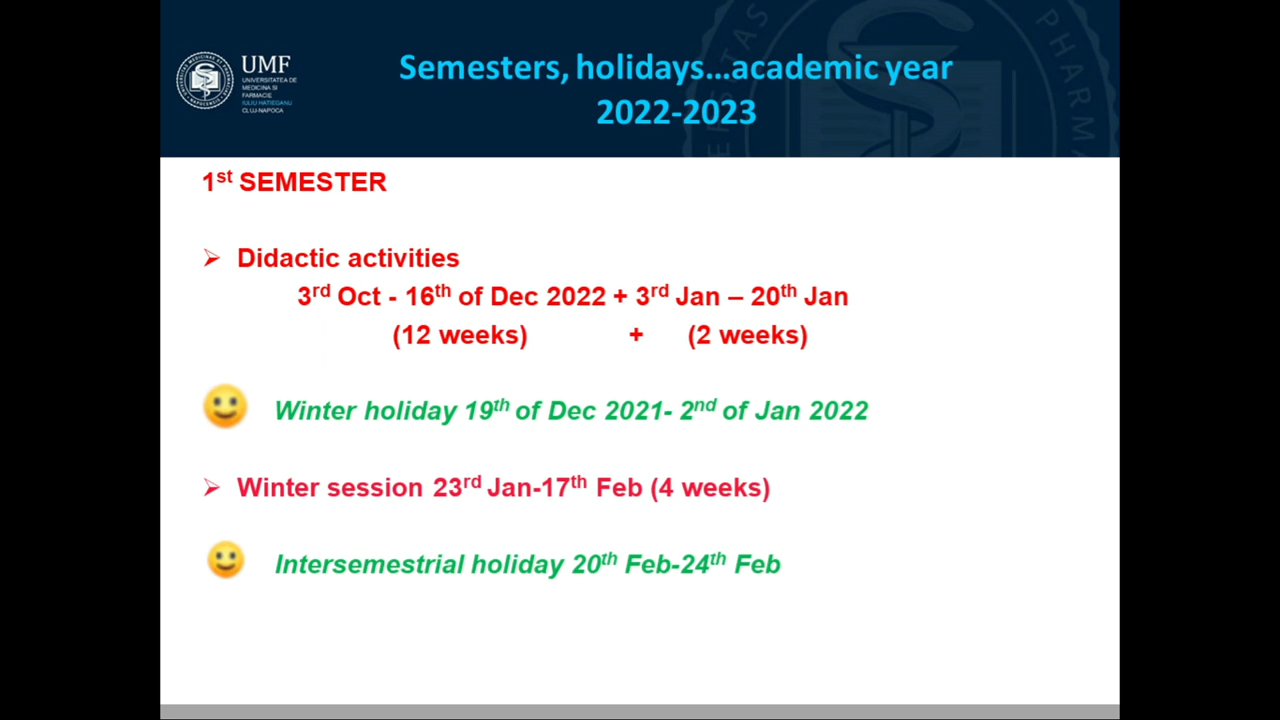 UMF
UNIVERSITATEA DE
MEDICINA SI
FARMACIE
IULIU HATIEGANU
CLUJ-NAPOCA
Semesters, holidays...academic year
2022-2023
1st SEMESTER
➢ Didactic activities
3rd Oct - 16th of Dec 2022 + 3rd Jan – 20th Jan
(12 weeks) + (2 weeks)
Winter holiday 19th of Dec 2021- 2nd of Jan 2022
➢ Winter session 23rd Jan-17th Feb (4 weeks)
Intersemestrial holiday 20th Feb-24th Feb